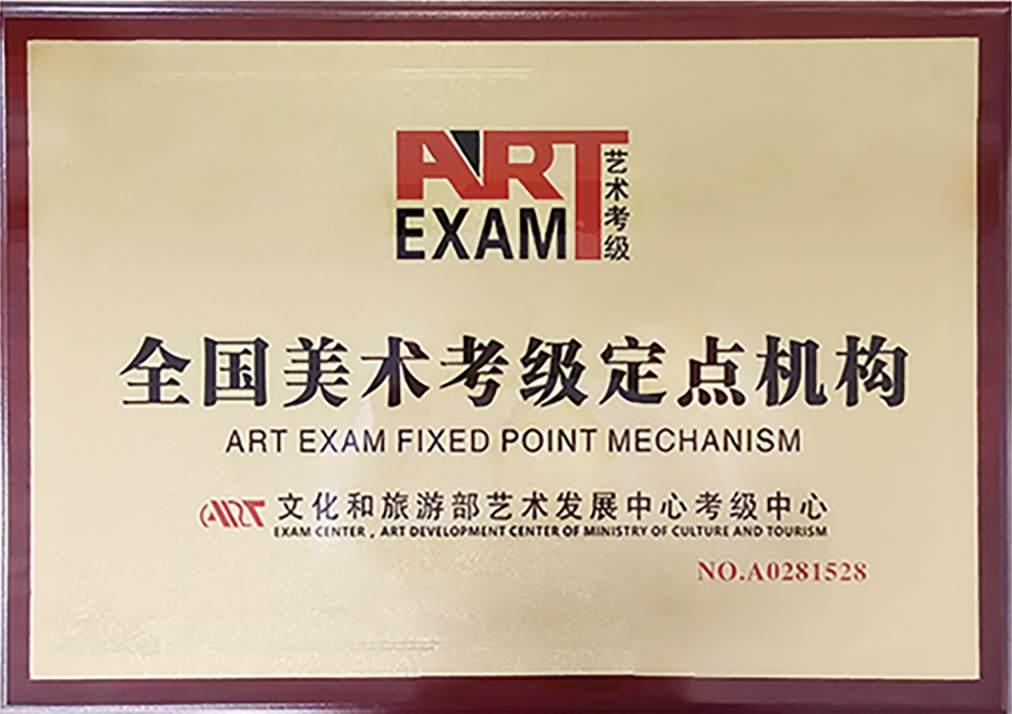 ART
EXAM
艺术考级
全国美术考级定点机构
ART EXAM FIXED POINT MECHANISM
ART 文化和旅游部艺术发展中心考级中心
EXAM CENTER, ART DEVELOPMENT CENTER OF MINISTRY OF CULTURE AND TOURISM
NO.A0281528